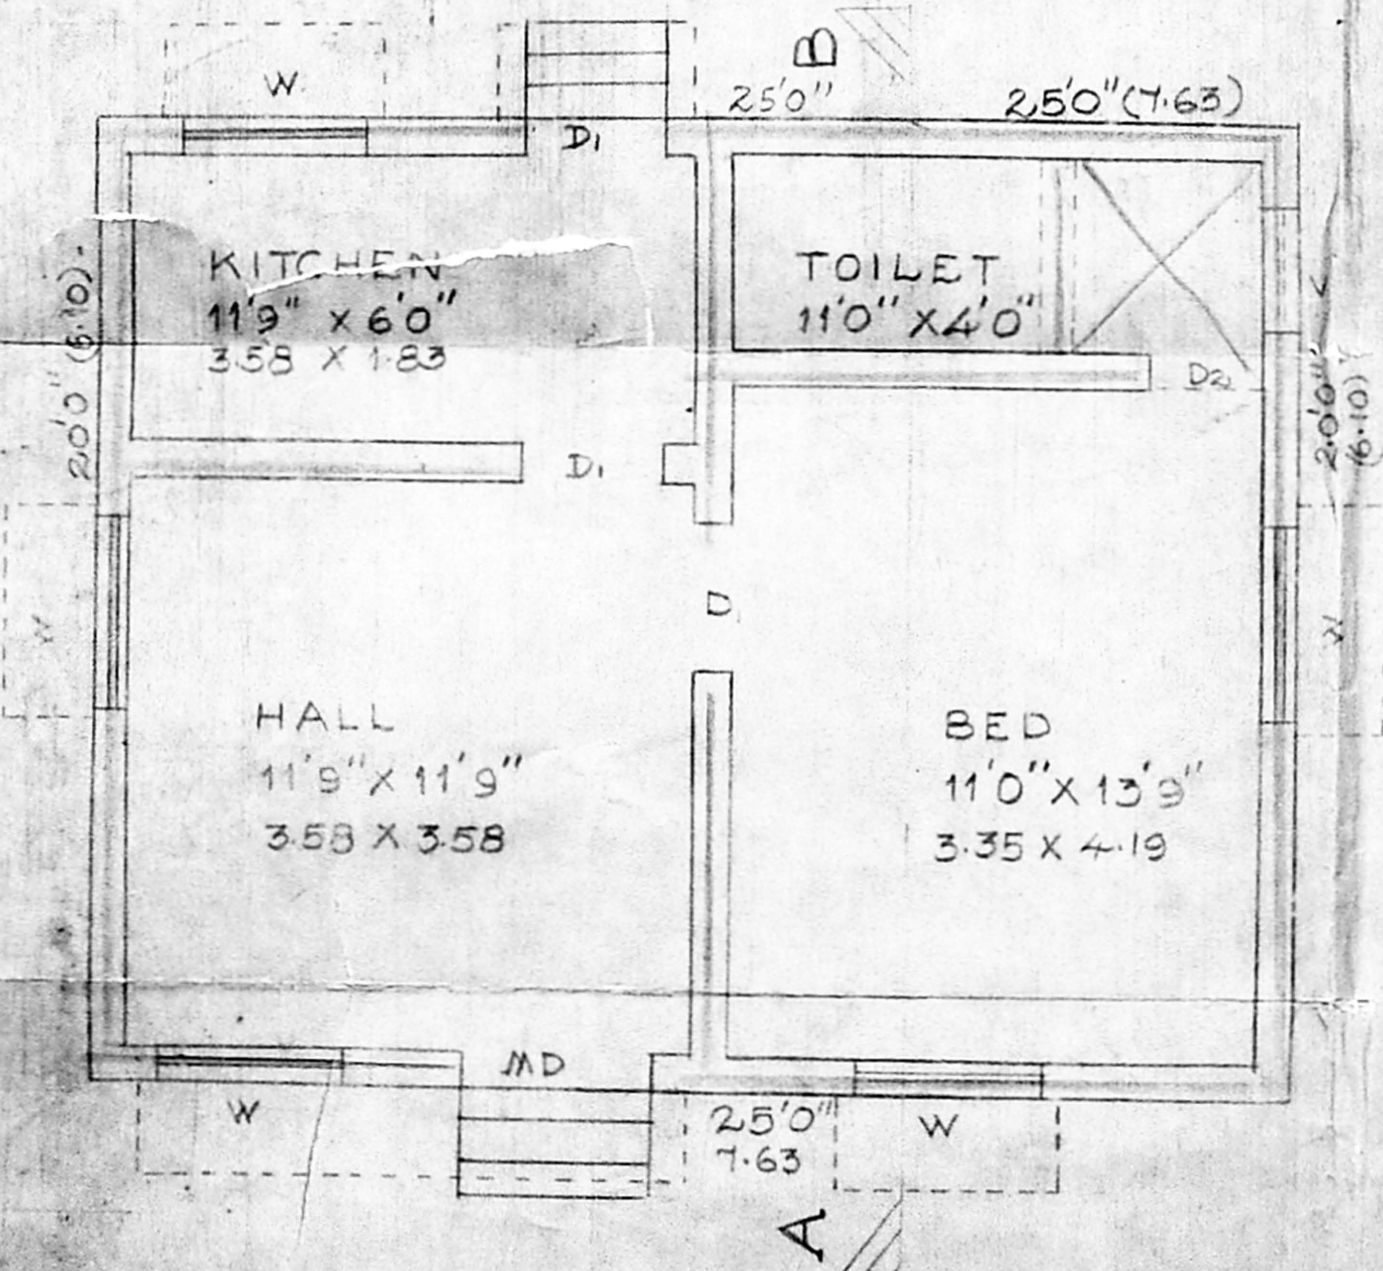 W
B
25'0"
25'0" (7.63)
D1
KITCHEN
11'9" x 6'0"
3.58 X 1.83
TOILET
11'0" X 4'0"
D2
20'0" (6.10)
20'0"
(6.10)
D1
W
D
W
HALL
11'9" X 11'9"
3.58 X 3.58
BED
11'0" X 13'9"
3.35 X 4.19
MD
W
25'0"
7.63
W
A